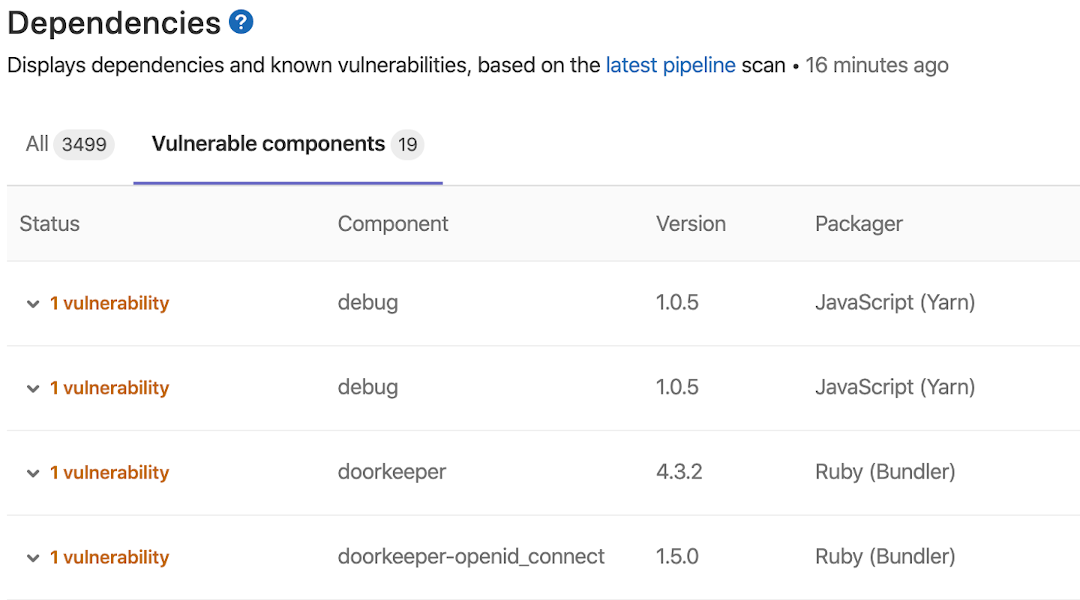 Dependencies ?
Displays dependencies and known vulnerabilities, based on the latest pipeline scan • 16 minutes ago
All 3499 Vulnerable components 19
Status Component Version Packager
1 vulnerability debug 1.0.5 JavaScript (Yarn)
1 vulnerability debug 1.0.5 JavaScript (Yarn)
1 vulnerability doorkeeper 4.3.2 Ruby (Bundler)
1 vulnerability doorkeeper-openid_connect 1.5.0 Ruby (Bundler)